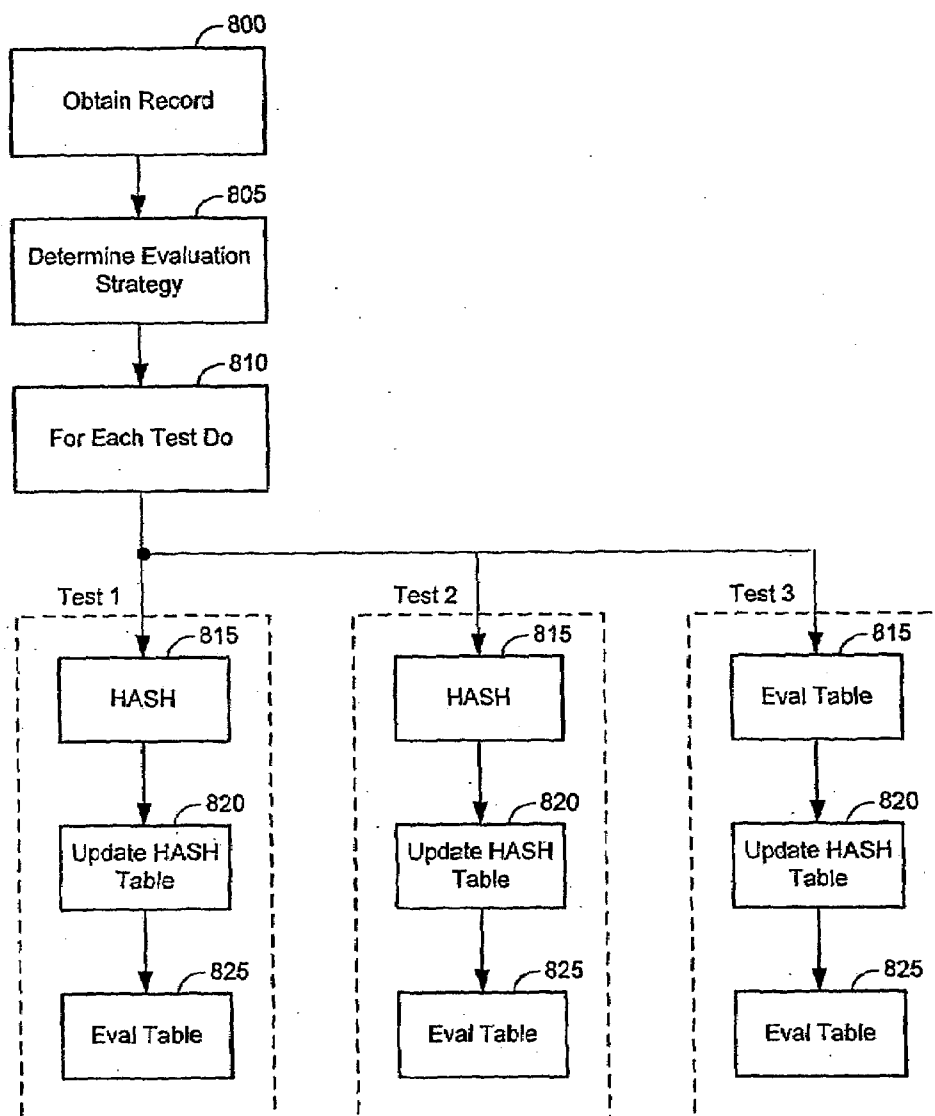 800
Obtain Record
805
Determine Evaluation
Strategy
810
For Each Test Do
Test 1
815
HASH
820
Update HASH
Table
825
Eval Table
Test 2
815
HASH
820
Update HASH
Table
825
Eval Table
Test 3
815
Eval Table
820
Update HASH
Table
825
Eval Table